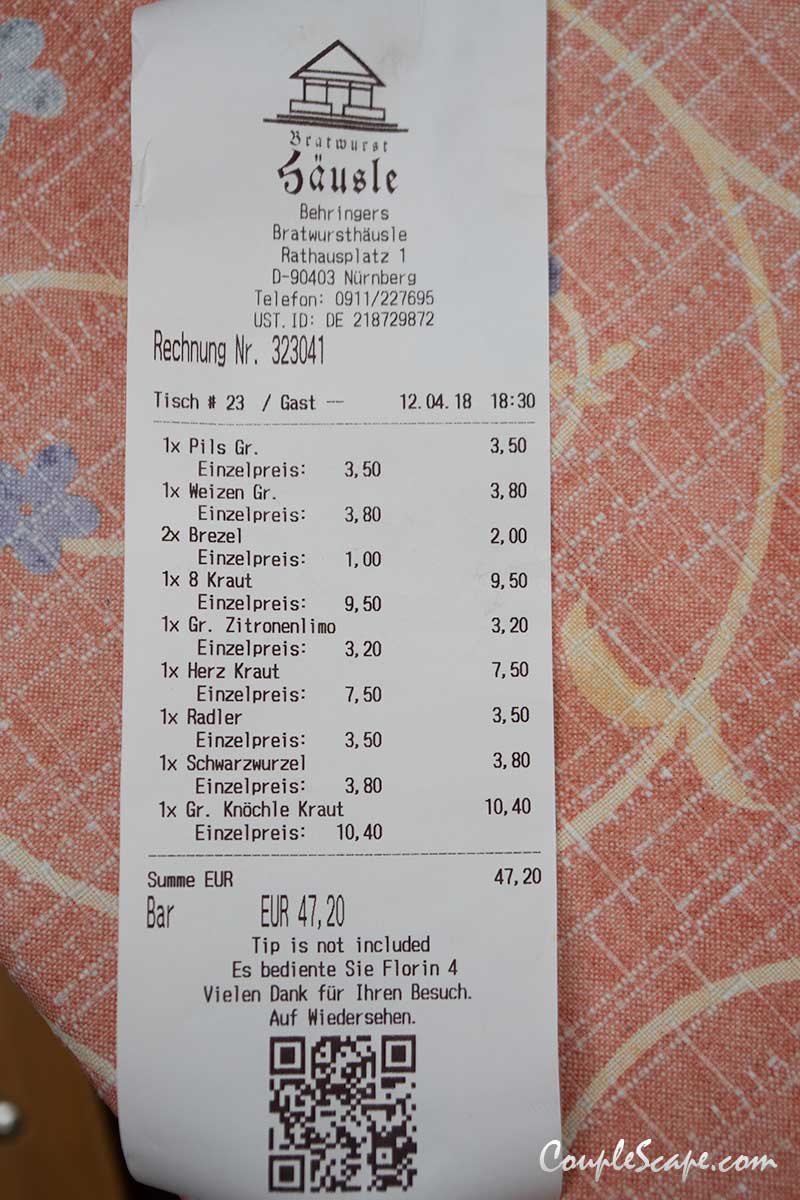 Bratwurst
Häusle
Behringers
Bratwursthäusle
Rathausplatz 1
D-90403 Nürnberg
Telefon: 0911/227695
UST.ID: DE 218729872
Rechnung Nr. 323041
Tisch # 23 / Gast -- 12.04.18 18:30
1x Pils Gr. 3,50
Einzelpreis: 3,50
1x Weizen Gr. 3,80
Einzelpreis: 3,80
2x Brezel 2,00
Einzelpreis: 1,00
1x 8 Kraut 9,50
Einzelpreis: 9,50
1x Gr. Zitronenlimo 3,20
Einzelpreis: 3,20
1x Herz Kraut 7,50
Einzelpreis: 7,50
1x Radler 3,50
Einzelpreis: 3,50
1x Schwarzwurzel 3,80
Einzelpreis: 3,80
1x Gr. Knöchle Kraut 10,40
Einzelpreis: 10,40
Summe EUR 47,20
Bar EUR 47,20
Tip is not included
Es bediente Sie Florin 4
Vielen Dank für Ihren Besuch.
Auf Wiedersehen.
CoupleScape.com